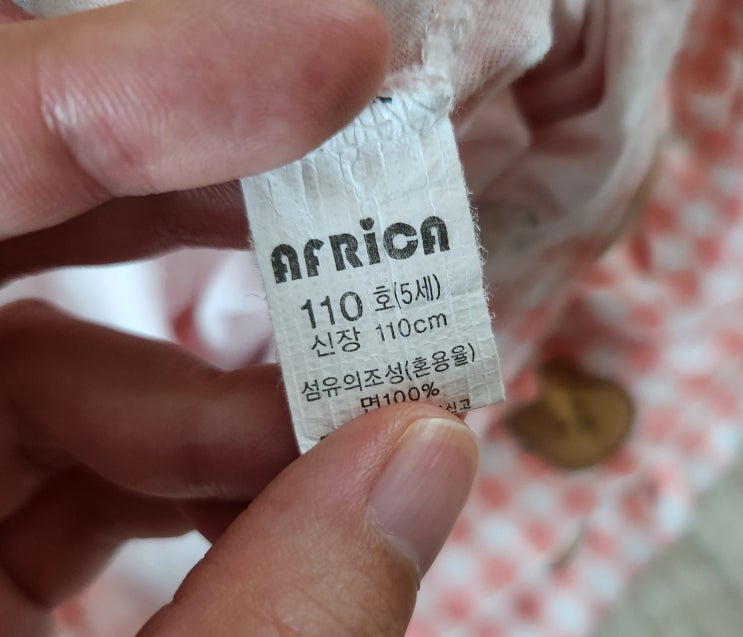 AFRiCA
110 호(5세)
신장 110cm
섬유의조성(혼용율)
면100%